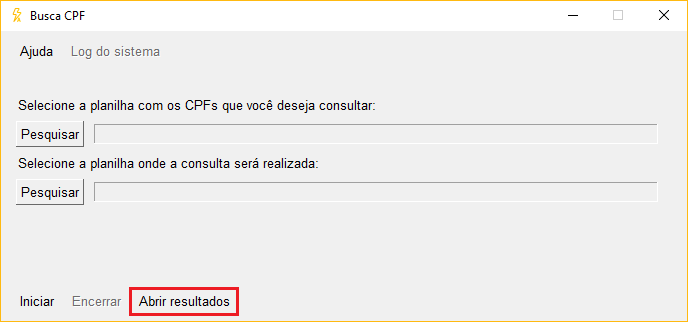 Busca CPF
Ajuda Log do sistema
Selecione a planilha com os CPFs que você deseja consultar:
Pesquisar
Selecione a planilha onde a consulta será realizada:
Pesquisar
Iniciar Encerrar Abrir resultados